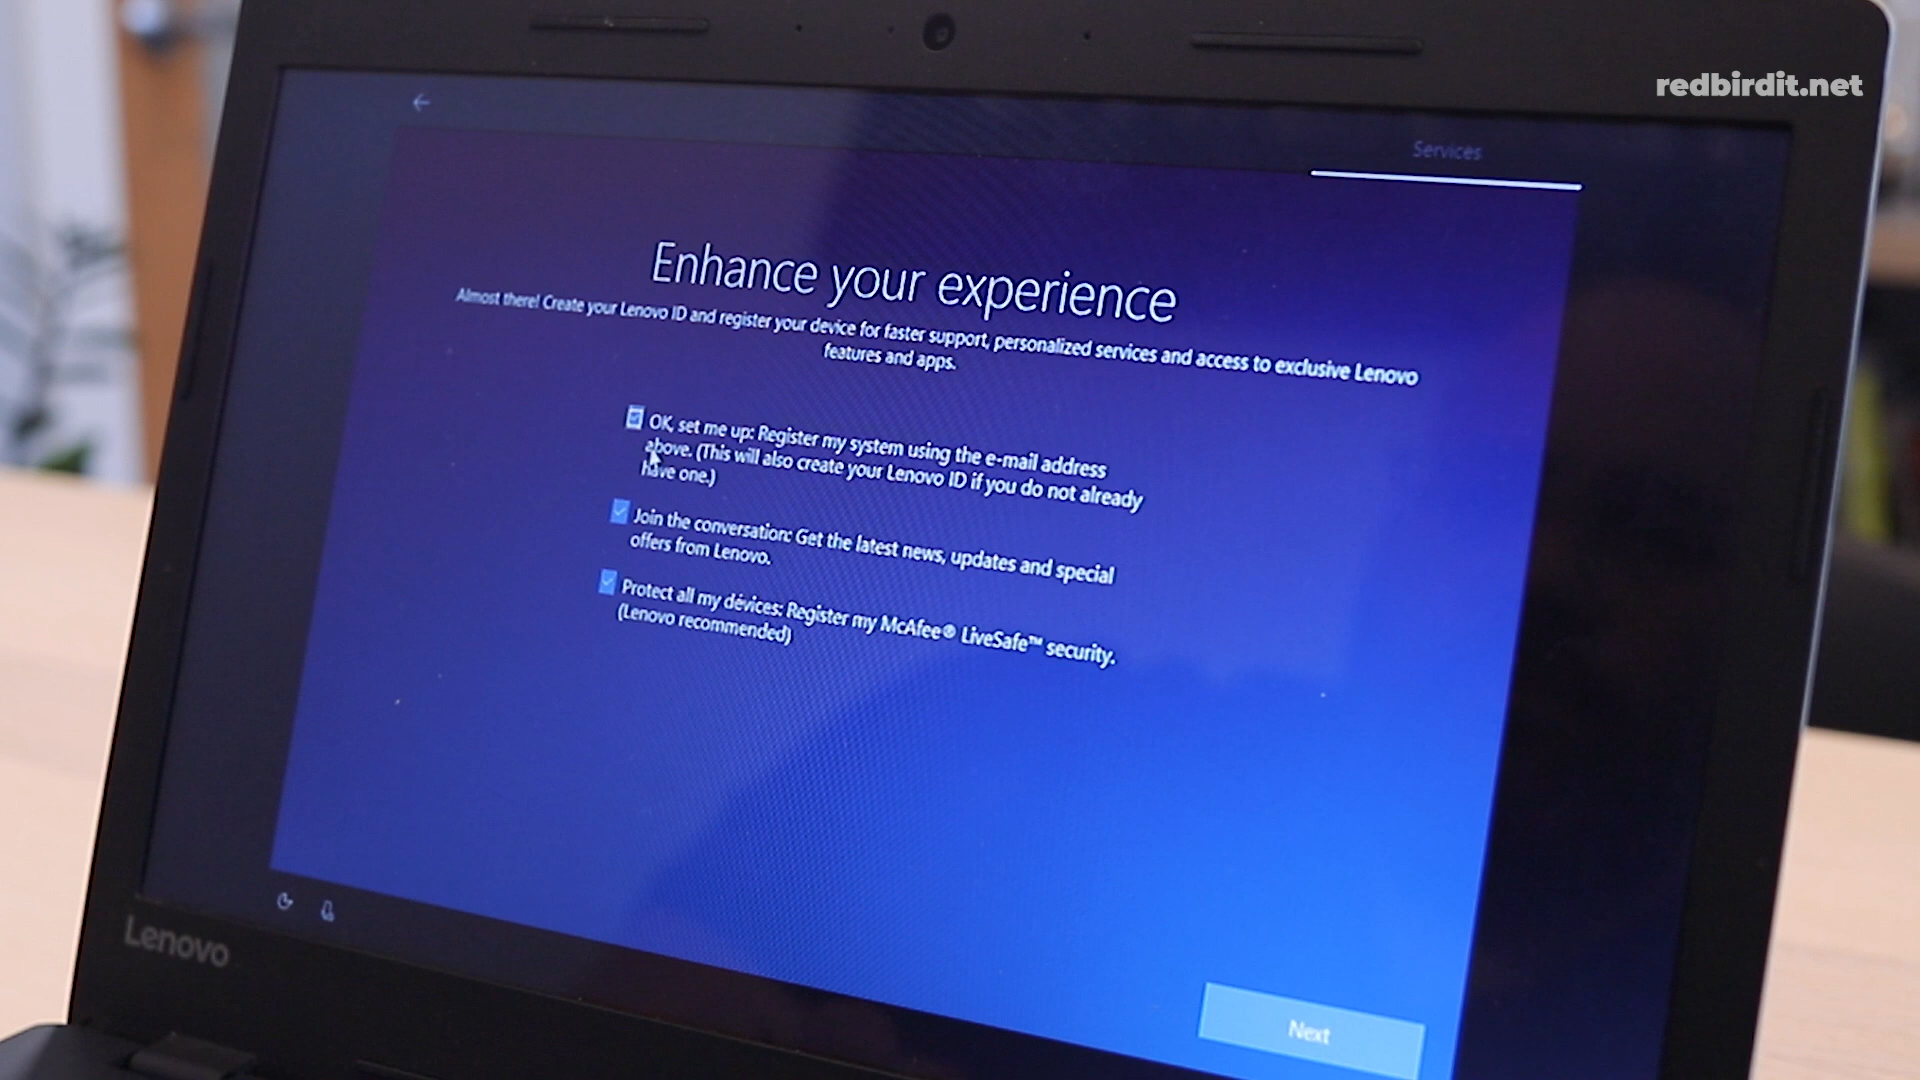 redbirdit.net
Services
Enhance your experience
Almost there! Create your Lenovo ID and register your device for faster support, personalized services and access to exclusive Lenovo
features and apps.
OK, set me up: Register my system using the e-mail address
above. (This will also create your Lenovo ID if you do not already
have one.)
Join the conversation: Get the latest news, updates and special
offers from Lenovo.
Protect all my devices: Register my McAfee® LiveSafe™ security.
(Lenovo recommended)
Next
Lenovo